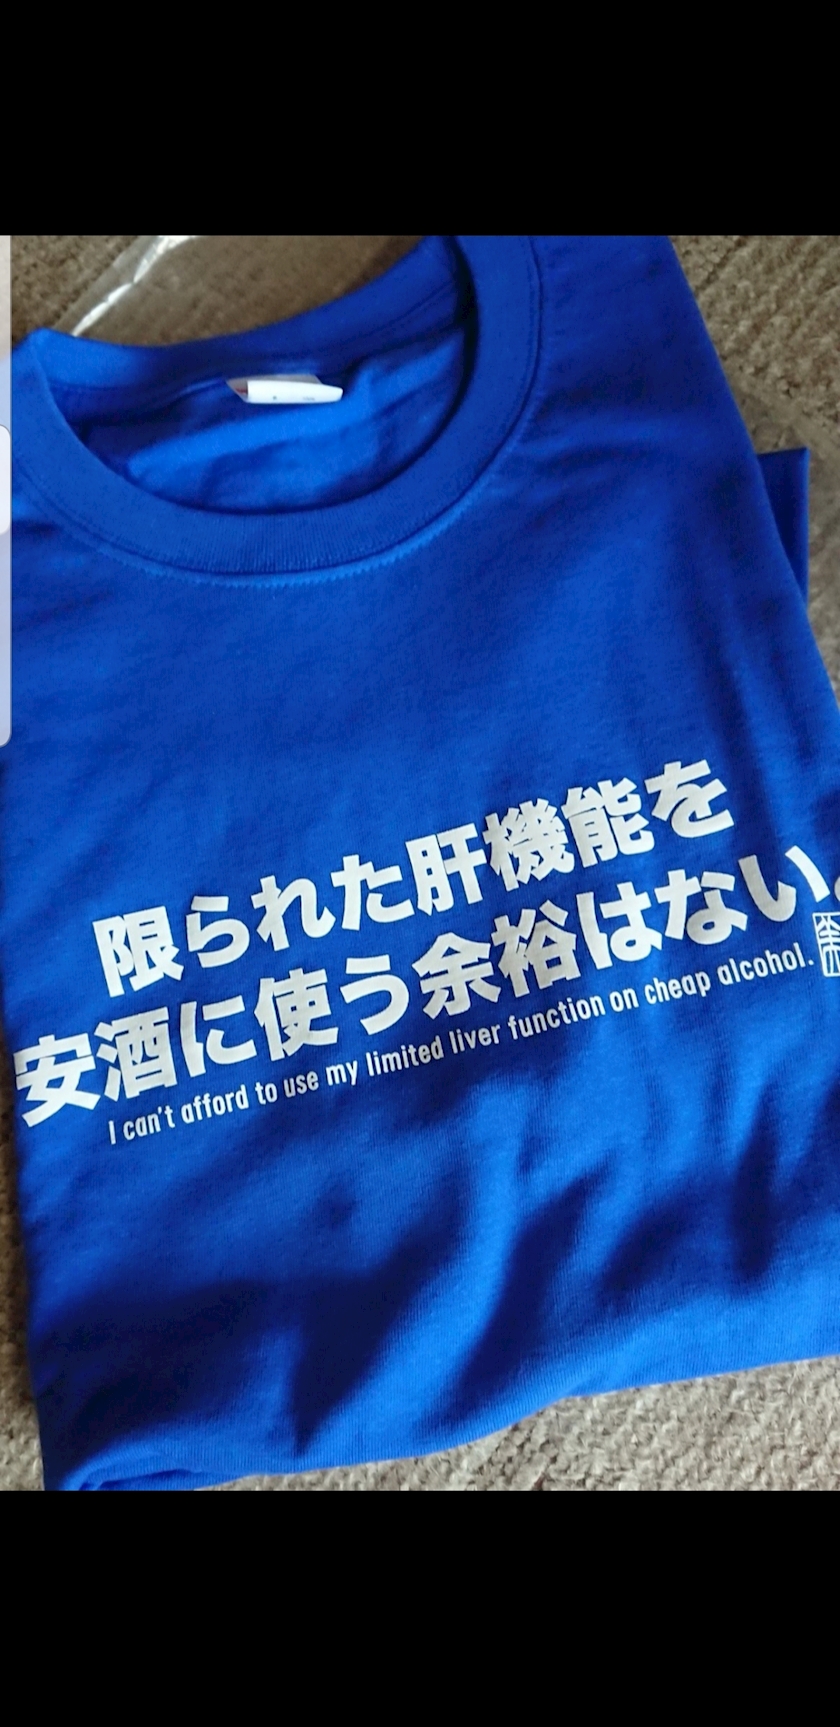 限られた肝機能を
安酒に使う余裕はない。
I can't afford to use my limited liver function on cheap alcohol.